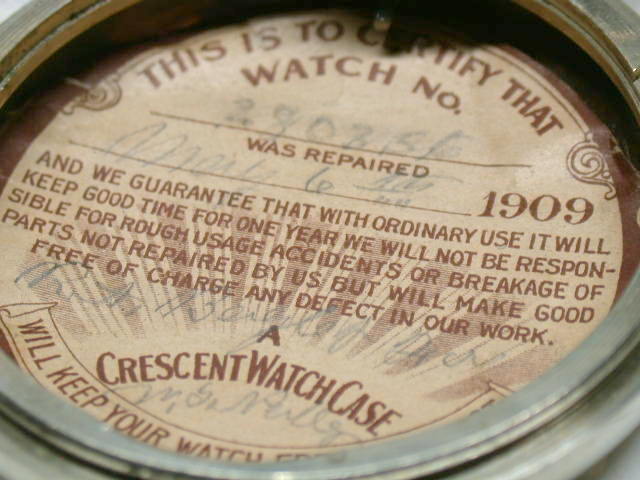 THIS IS TO CERTIFY THAT
WATCH No.
WAS REPAIRED
6 1909
AND WE GUARANTEE THAT WITH ORDINARY USE IT WILL
KEEP GOOD TIME FOR ONE YEAR WE WILL NOT BE RESPON-
SIBLE FOR ROUGH USAGE ACCIDENTS OR BREAKAGE OF
PARTS NOT REPAIRED BY US BUT WILL MAKE GOOD
FREE OF CHARGE ANY DEFECT IN OUR WORK.
A
CRESCENT WATCH CASE
WILL KEEP YOUR WATCH